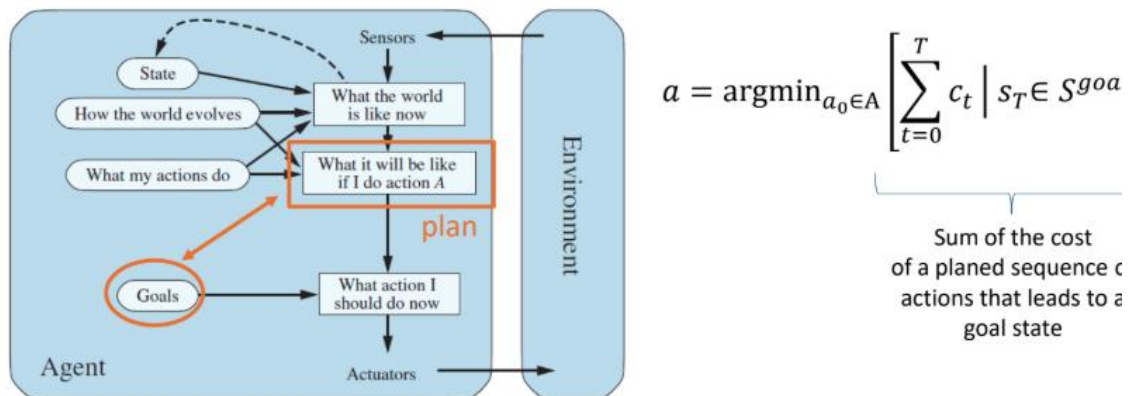 Sensors
State
What the world
is like now
How the world evolves
What it will be like
if I do action A
What my actions do
plan
Goals
What action I
should do now
Agent
Actuators
Environment
a = argmin_{a_0∈A} [ ∑_{t=0}^{T} c_t | s_T ∈ S^{goa
Sum of the cost
of a planed sequence o
actions that leads to a
goal state